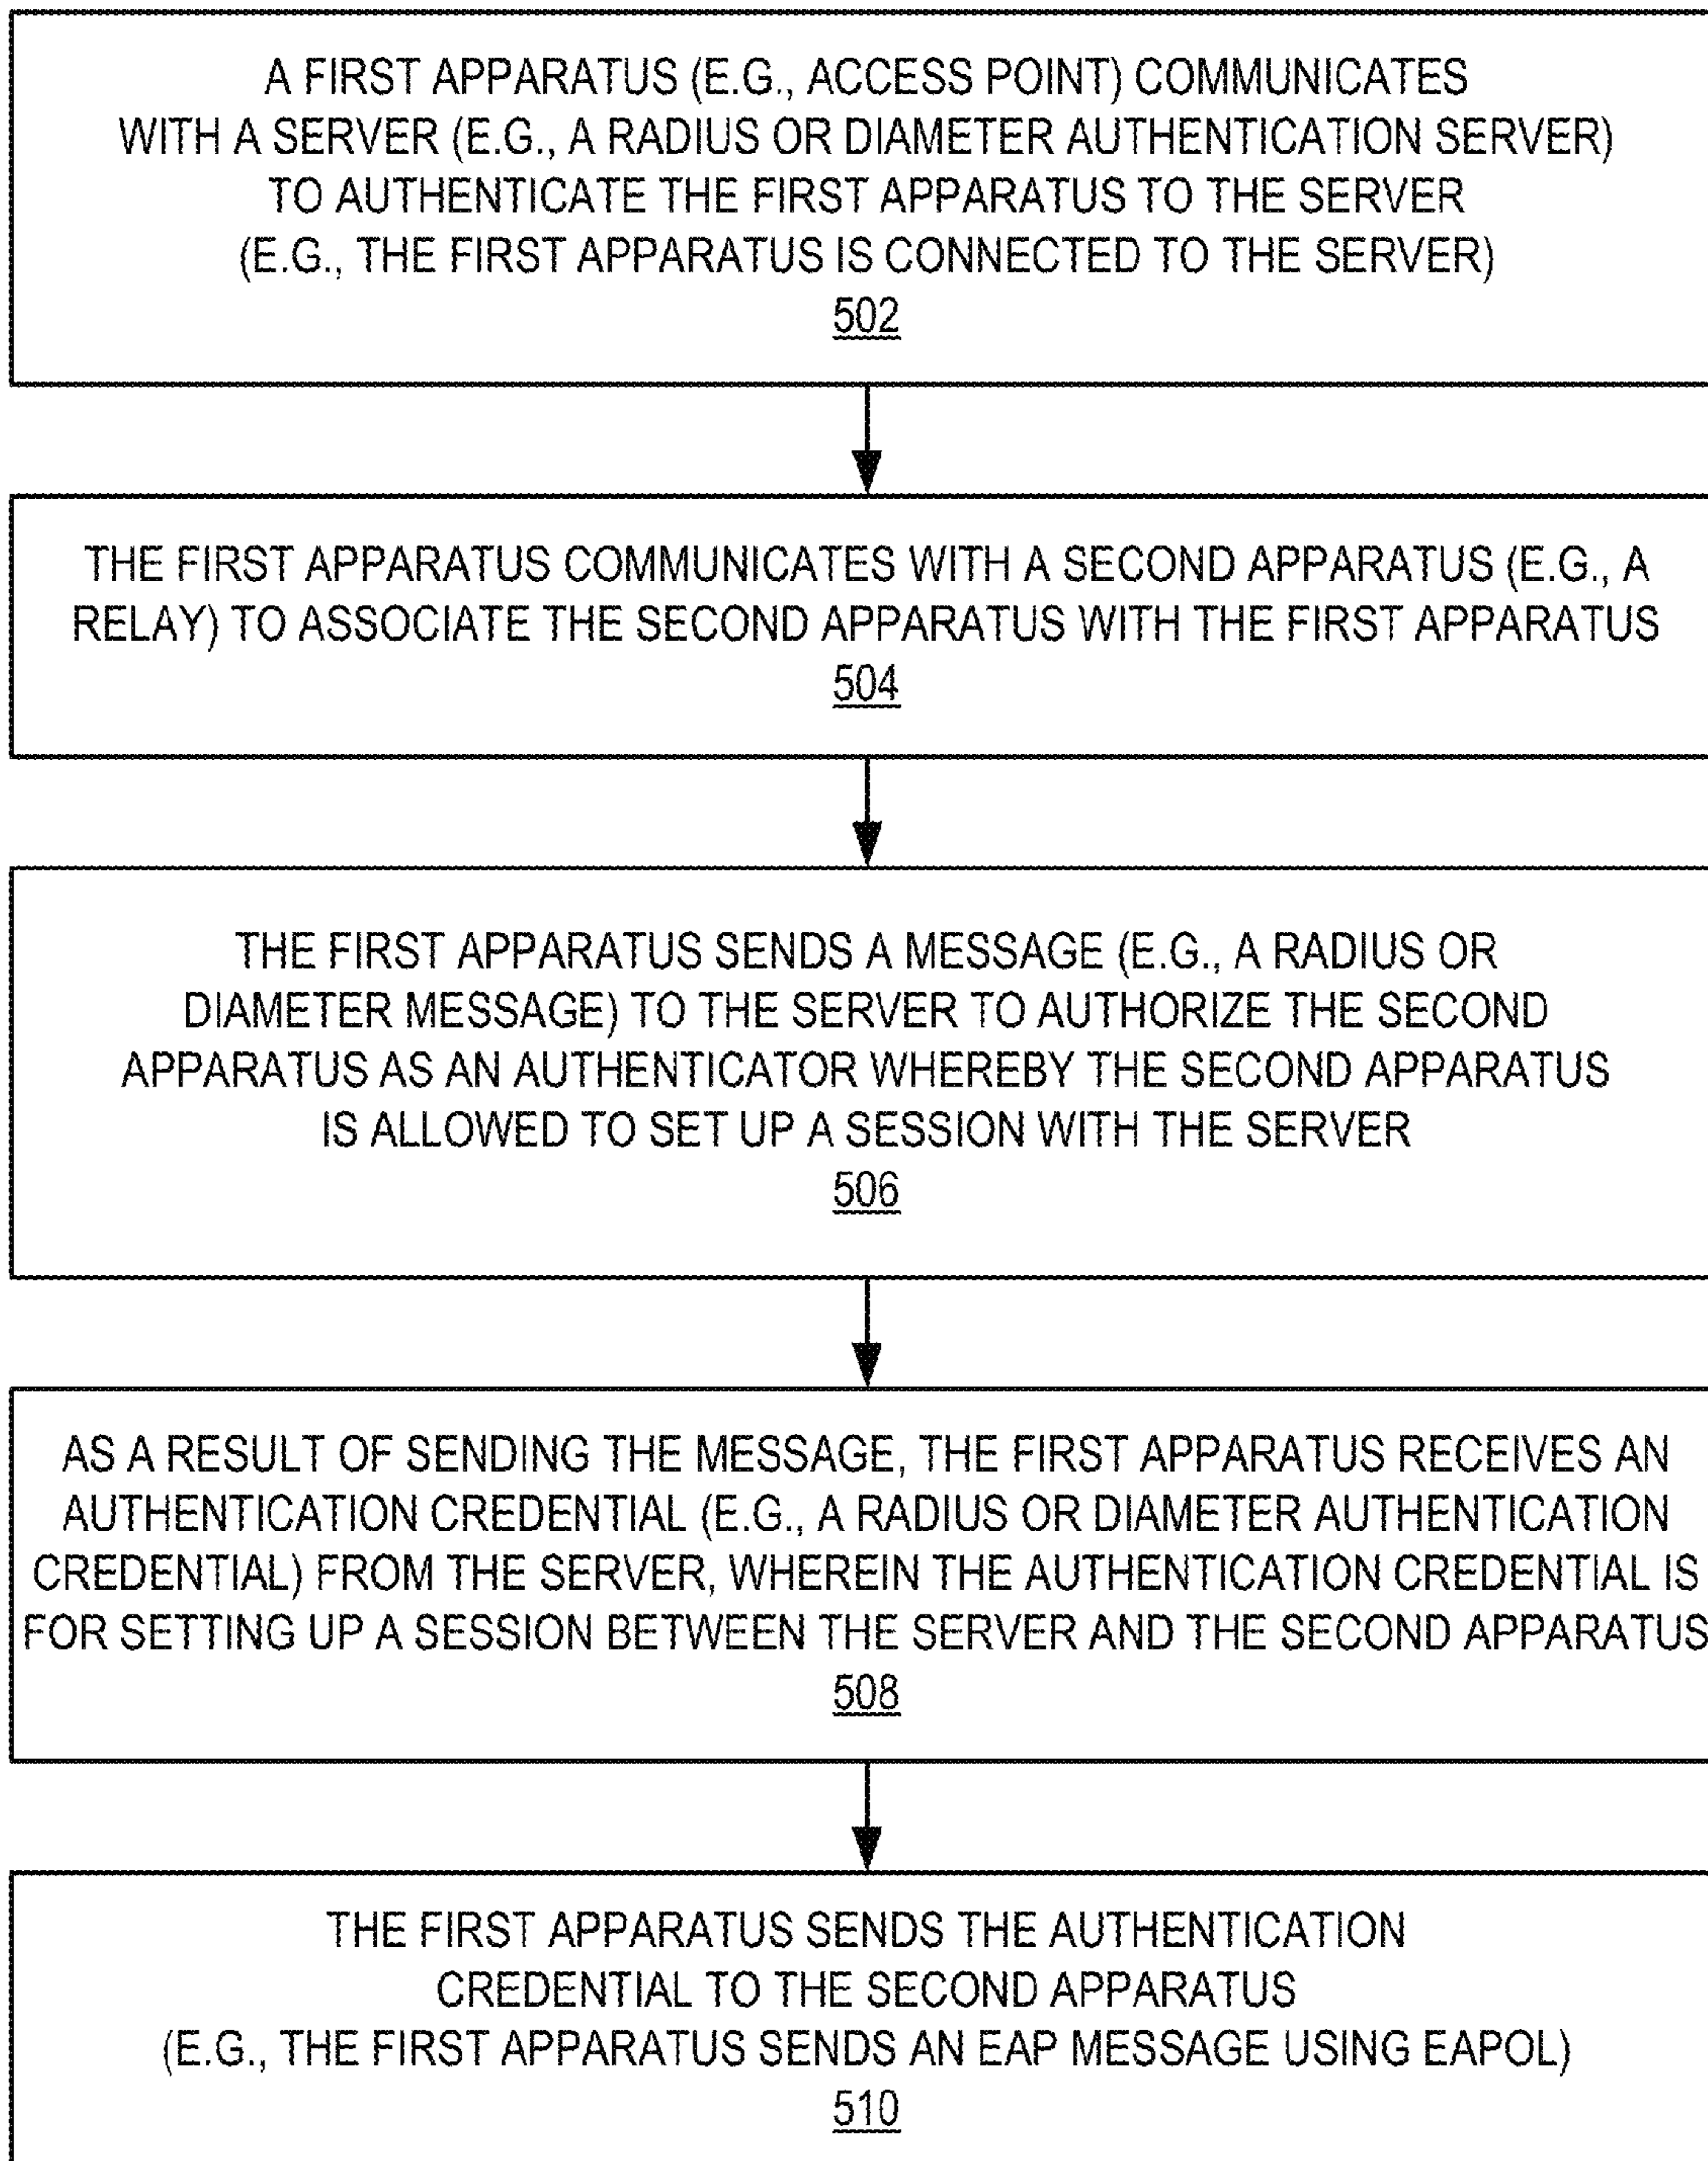 A FIRST APPARATUS (E.G., ACCESS POINT) COMMUNICATES
WITH A SERVER (E.G., A RADIUS OR DIAMETER AUTHENTICATION SERVER)
TO AUTHENTICATE THE FIRST APPARATUS TO THE SERVER
(E.G., THE FIRST APPARATUS IS CONNECTED TO THE SERVER)
502
THE FIRST APPARATUS COMMUNICATES WITH A SECOND APPARATUS (E.G., A
RELAY) TO ASSOCIATE THE SECOND APPARATUS WITH THE FIRST APPARATUS
504
THE FIRST APPARATUS SENDS A MESSAGE (E.G., A RADIUS OR
DIAMETER MESSAGE) TO THE SERVER TO AUTHORIZE THE SECOND
APPARATUS AS AN AUTHENTICATOR WHEREBY THE SECOND APPARATUS
IS ALLOWED TO SET UP A SESSION WITH THE SERVER
506
AS A RESULT OF SENDING THE MESSAGE, THE FIRST APPARATUS RECEIVES AN
AUTHENTICATION CREDENTIAL (E.G., A RADIUS OR DIAMETER AUTHENTICATION
CREDENTIAL) FROM THE SERVER, WHEREIN THE AUTHENTICATION CREDENTIAL IS
FOR SETTING UP A SESSION BETWEEN THE SERVER AND THE SECOND APPARATUS
508
THE FIRST APPARATUS SENDS THE AUTHENTICATION
CREDENTIAL TO THE SECOND APPARATUS
(E.G., THE FIRST APPARATUS SENDS AN EAP MESSAGE USING EAPOL)
510